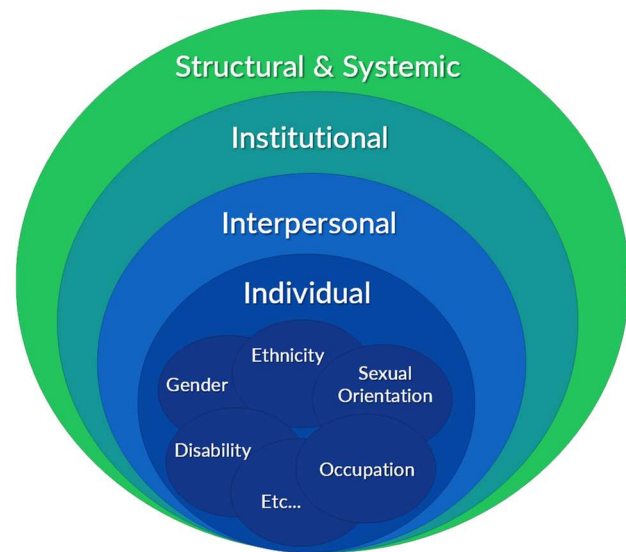 Structural & Systemic
Institutional
Interpersonal
Individual
Ethnicity
Gender
Sexual
Orientation
Disability
Occupation
Etc...